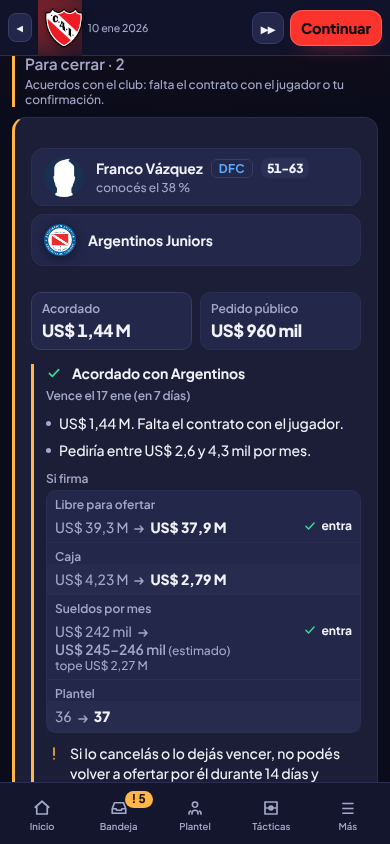 C.A.I.
10 ene 2026
Continuar
Para cerrar · 2
Acuerdos con el club: falta el contrato con el jugador o tu
confirmación.
Franco Vázquez DFC 51–63
conocés el 38 %
Argentinos Juniors
Acordado
US$ 1,44 M
Pedido público
US$ 960 mil
Acordado con Argentinos
Vence el 17 ene (en 7 días)
• US$ 1,44 M. Falta el contrato con el jugador.
• Pediría entre US$ 2,6 y 4,3 mil por mes.
Si firma
Libre para ofertar
US$ 39,3 M → US$ 37,9 M ✓ entra
Caja
US$ 4,23 M → US$ 2,79 M
Sueldos por mes
US$ 242 mil → ✓ entra
US$ 245–246 mil (estimado)
tope US$ 2,27 M
Plantel
36 → 37
! Si lo cancelás o lo dejás vencer, no podés
volver a ofertar por él durante 14 días y
! 5
Inicio Bandeja Plantel Tácticas Más